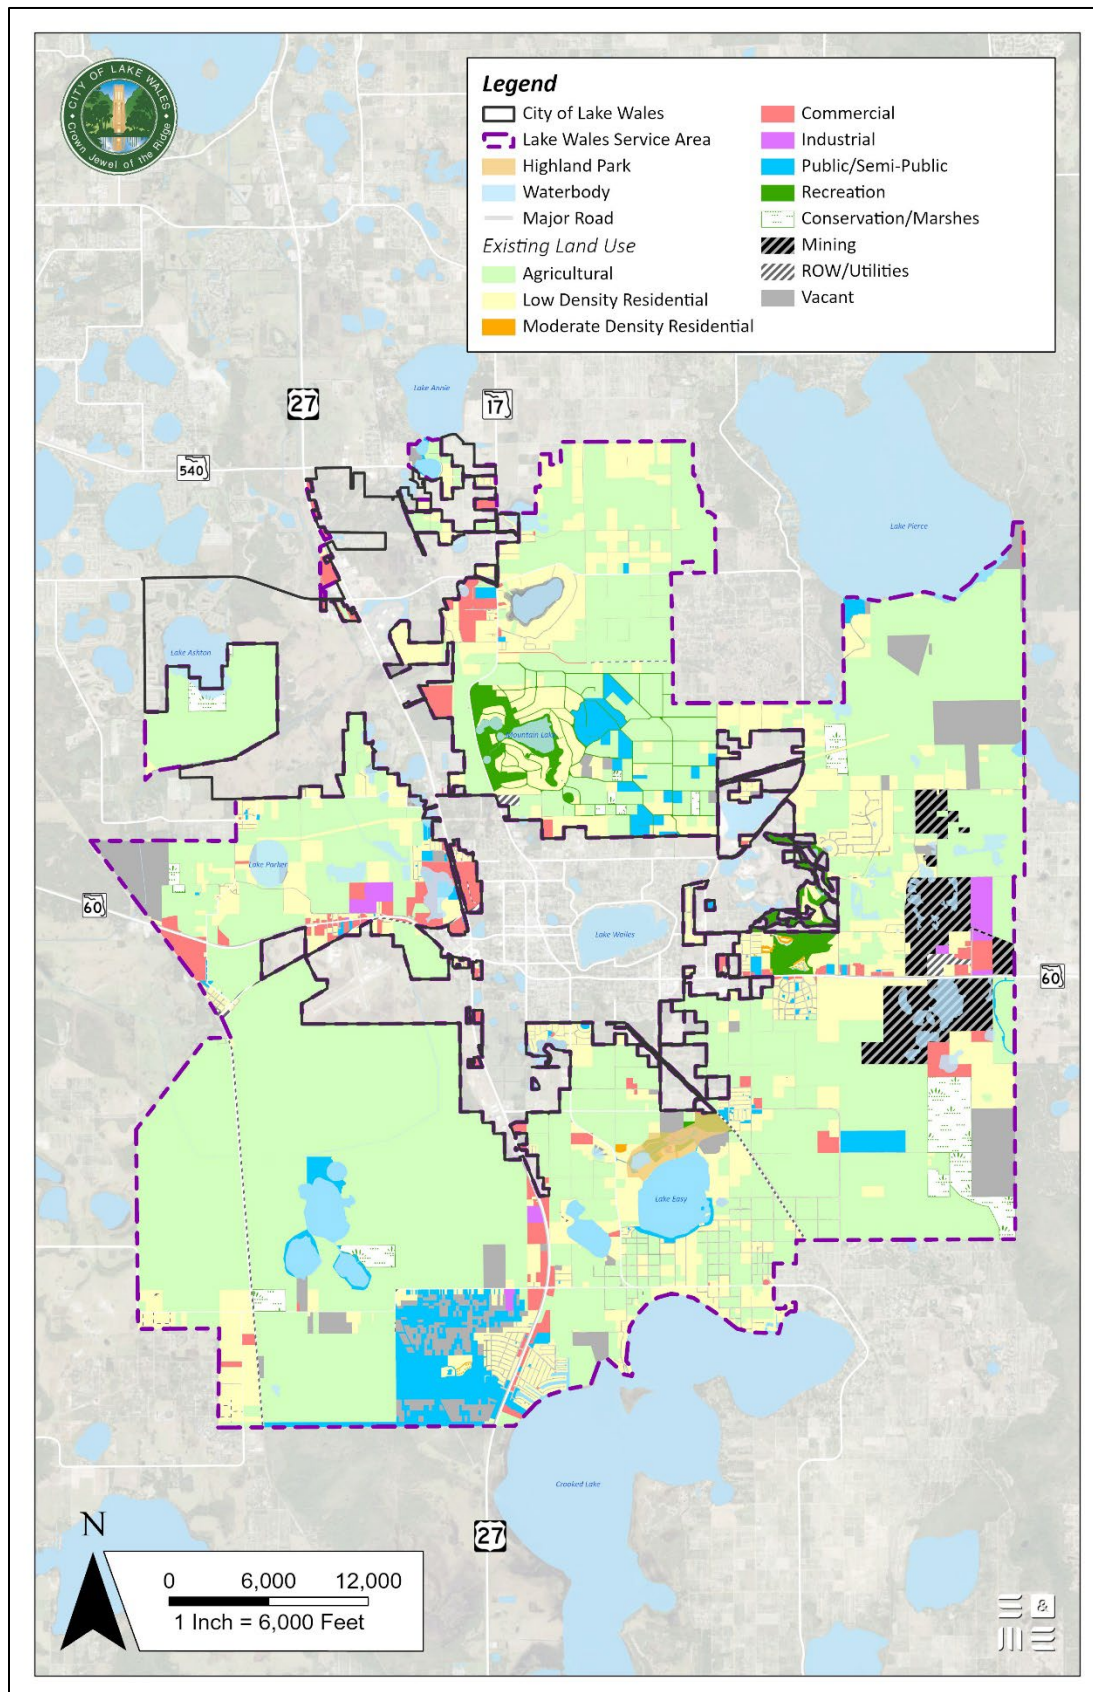 CITY OF LAKE WALES
Crown Jewel of the Ridge
Legend
City of Lake Wales
Lake Wales Service Area
Highland Park
Waterbody
Major Road
Existing Land Use
Agricultural
Low Density Residential
Moderate Density Residential
Commercial
Industrial
Public/Semi-Public
Recreation
Conservation/Marshes
Mining
ROW/Utilities
Vacant
Lake Annie
27
17
540
Lake Pierce
Lake Ashton
Mountain Lake
Lake Parker
60
Lake Wailes
60
Lake Easy
Crooked Lake
27
N
0 6,000 12,000
1 Inch = 6,000 Feet
&